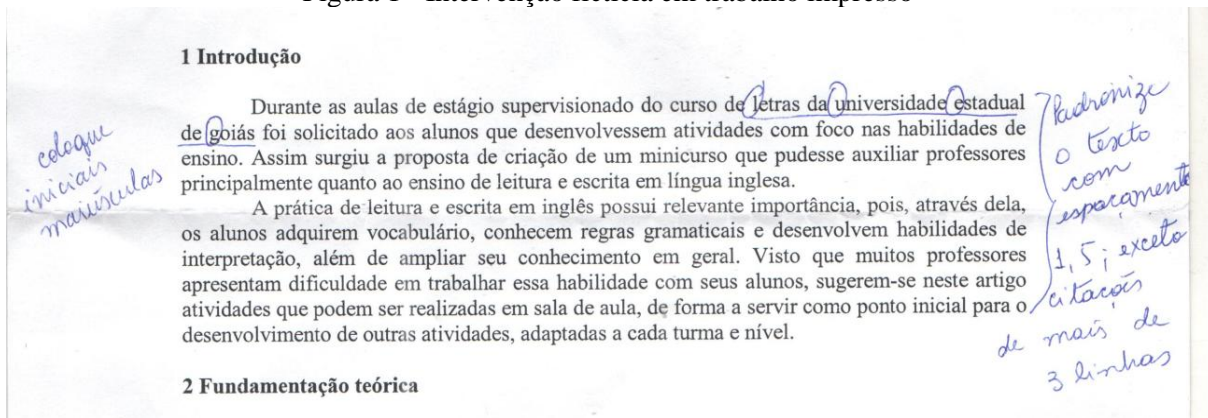 Figura 1 - Intervenção fictícia em trabalho impresso
1 Introdução
Durante as aulas de estágio supervisionado do curso de letras da universidade estadual
de goiás foi solicitado aos alunos que desenvolvessem atividades com foco nas habilidades de
ensino. Assim surgiu a proposta de criação de um minicurso que pudesse auxiliar professores
principalmente quanto ao ensino de leitura e escrita em língua inglesa.
A prática de leitura e escrita em inglês possui relevante importância, pois, através dela,
os alunos adquirem vocabulário, conhecem regras gramaticais e desenvolvem habilidades de
interpretação, além de ampliar seu conhecimento em geral. Visto que muitos professores
apresentam dificuldade em trabalhar essa habilidade com seus alunos, sugerem-se neste artigo
atividades que podem ser realizadas em sala de aula, de forma a servir como ponto inicial para o
desenvolvimento de outras atividades, adaptadas a cada turma e nível.
2 Fundamentação teórica
coloque
iniciais
maiúsculas
Padronize
o texto
com
espaçamento
1,5; exceto
citações
de mais de
3 linhas